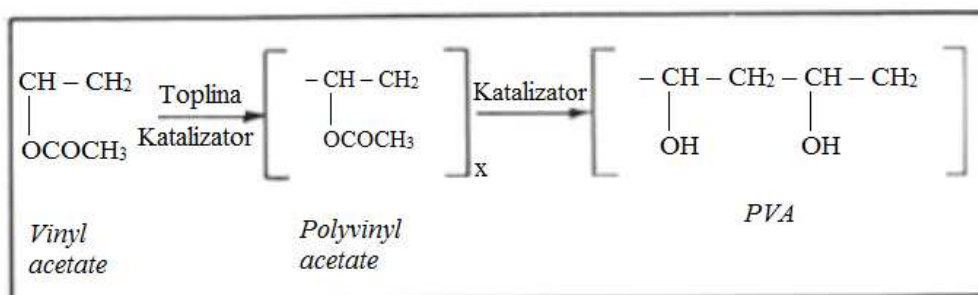 CH – CH2
OCOCH3
Toplina
Katalizator
– CH – CH2
OCOCH3
x
Katalizator
– CH – CH2 – CH – CH2
OH OH
Vinyl
acetate
Polyvinyl
acetate
PVA